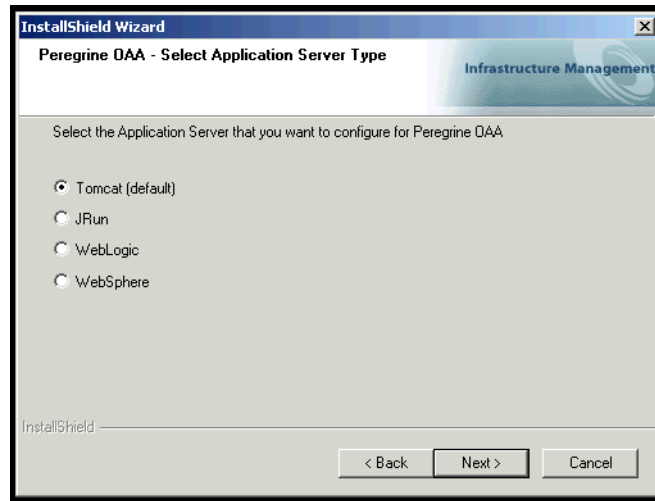 InstallShield Wizard
Peregrine OAA - Select Application Server Type
Infrastructure Management
Select the Application Server that you want to configure for Peregrine OAA
Tomcat (default)
JRun
WebLogic
WebSphere
InstallShield
< Back Next > Cancel